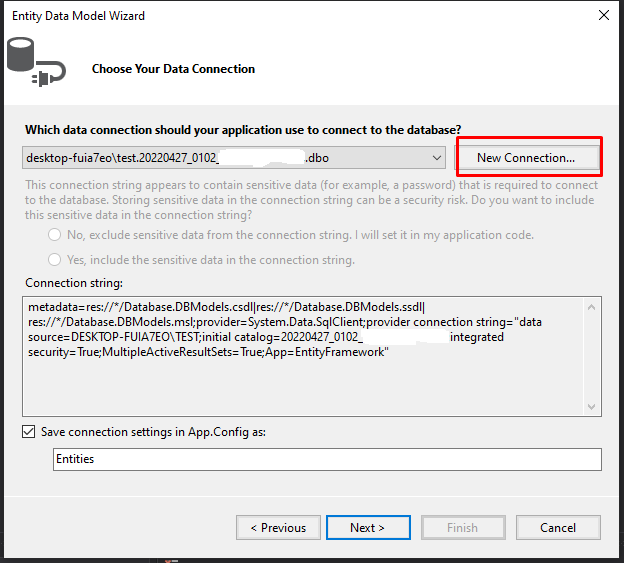 Entity Data Model Wizard
Choose Your Data Connection
Which data connection should your application use to connect to the database?
desktop-fuia7eo\test.20220427_0102_ .dbo
New Connection...
This connection string appears to contain sensitive data (for example, a password) that is required to connect
to the database. Storing sensitive data in the connection string can be a security risk. Do you want to include
this sensitive data in the connection string?
No, exclude sensitive data from the connection string. I will set it in my application code.
Yes, include the sensitive data in the connection string.
Connection string:
metadata=res://*/Database.DBModels.csdl|res://*/Database.DBModels.ssdl|
res://*/Database.DBModels.msl;provider=System.Data.SqlClient;provider connection string="data
source=DESKTOP-FUIA7EO\TEST;initial catalog=20220427_0102_ integrated
security=True;MultipleActiveResultSets=True;App=EntityFramework"
Save connection settings in App.Config as:
Entities
< Previous
Next >
Finish
Cancel